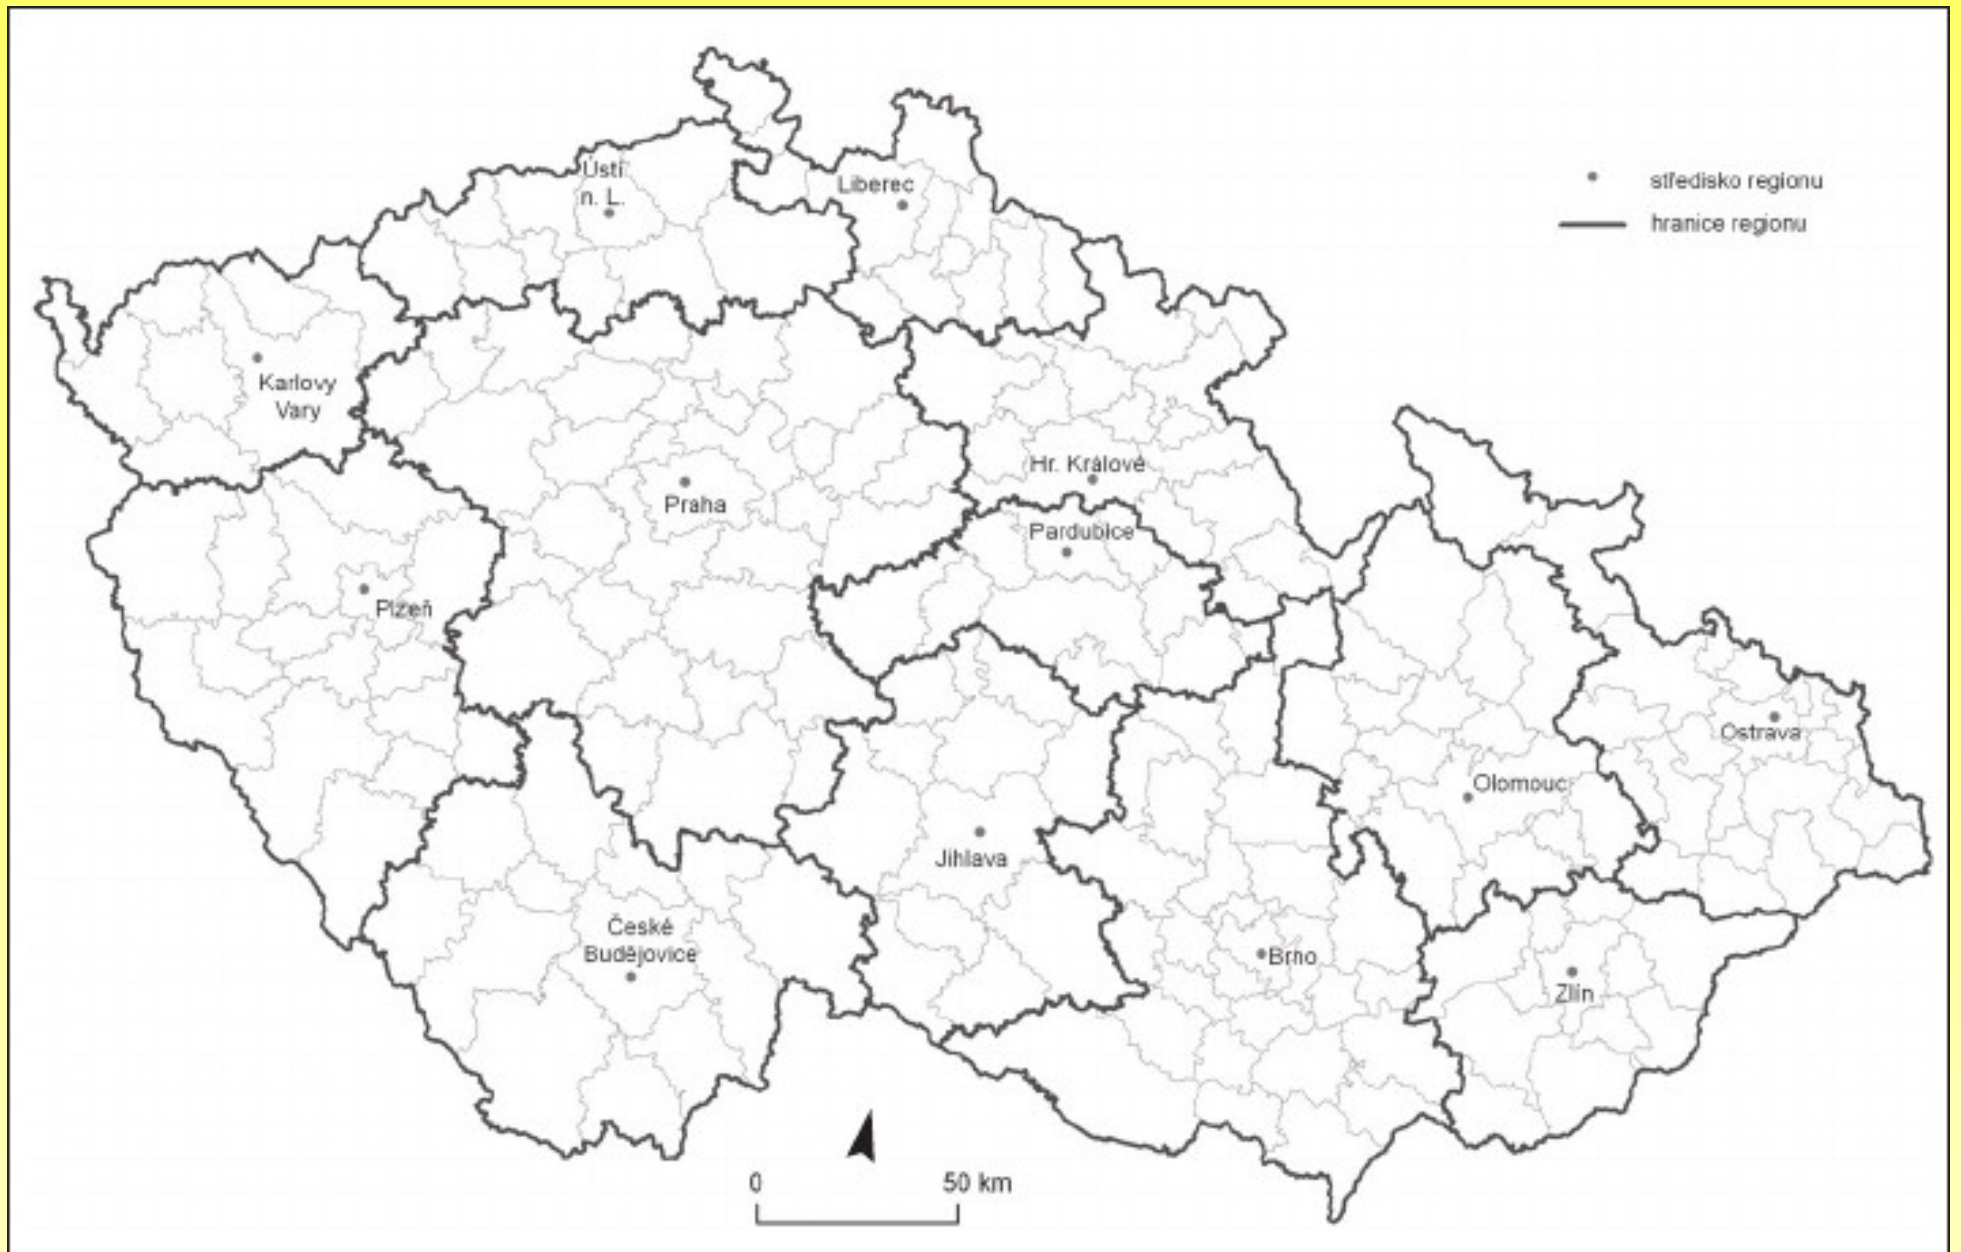 Ústí
n. L.
Liberec
středisko regionu
hranice regionu
Karlovy
Vary
Hr. Králové
Praha
Pardubice
Plzeň
Ostrava
Olomouc
Jihlava
České
Budějovice
Brno
Zlín
0 50 km